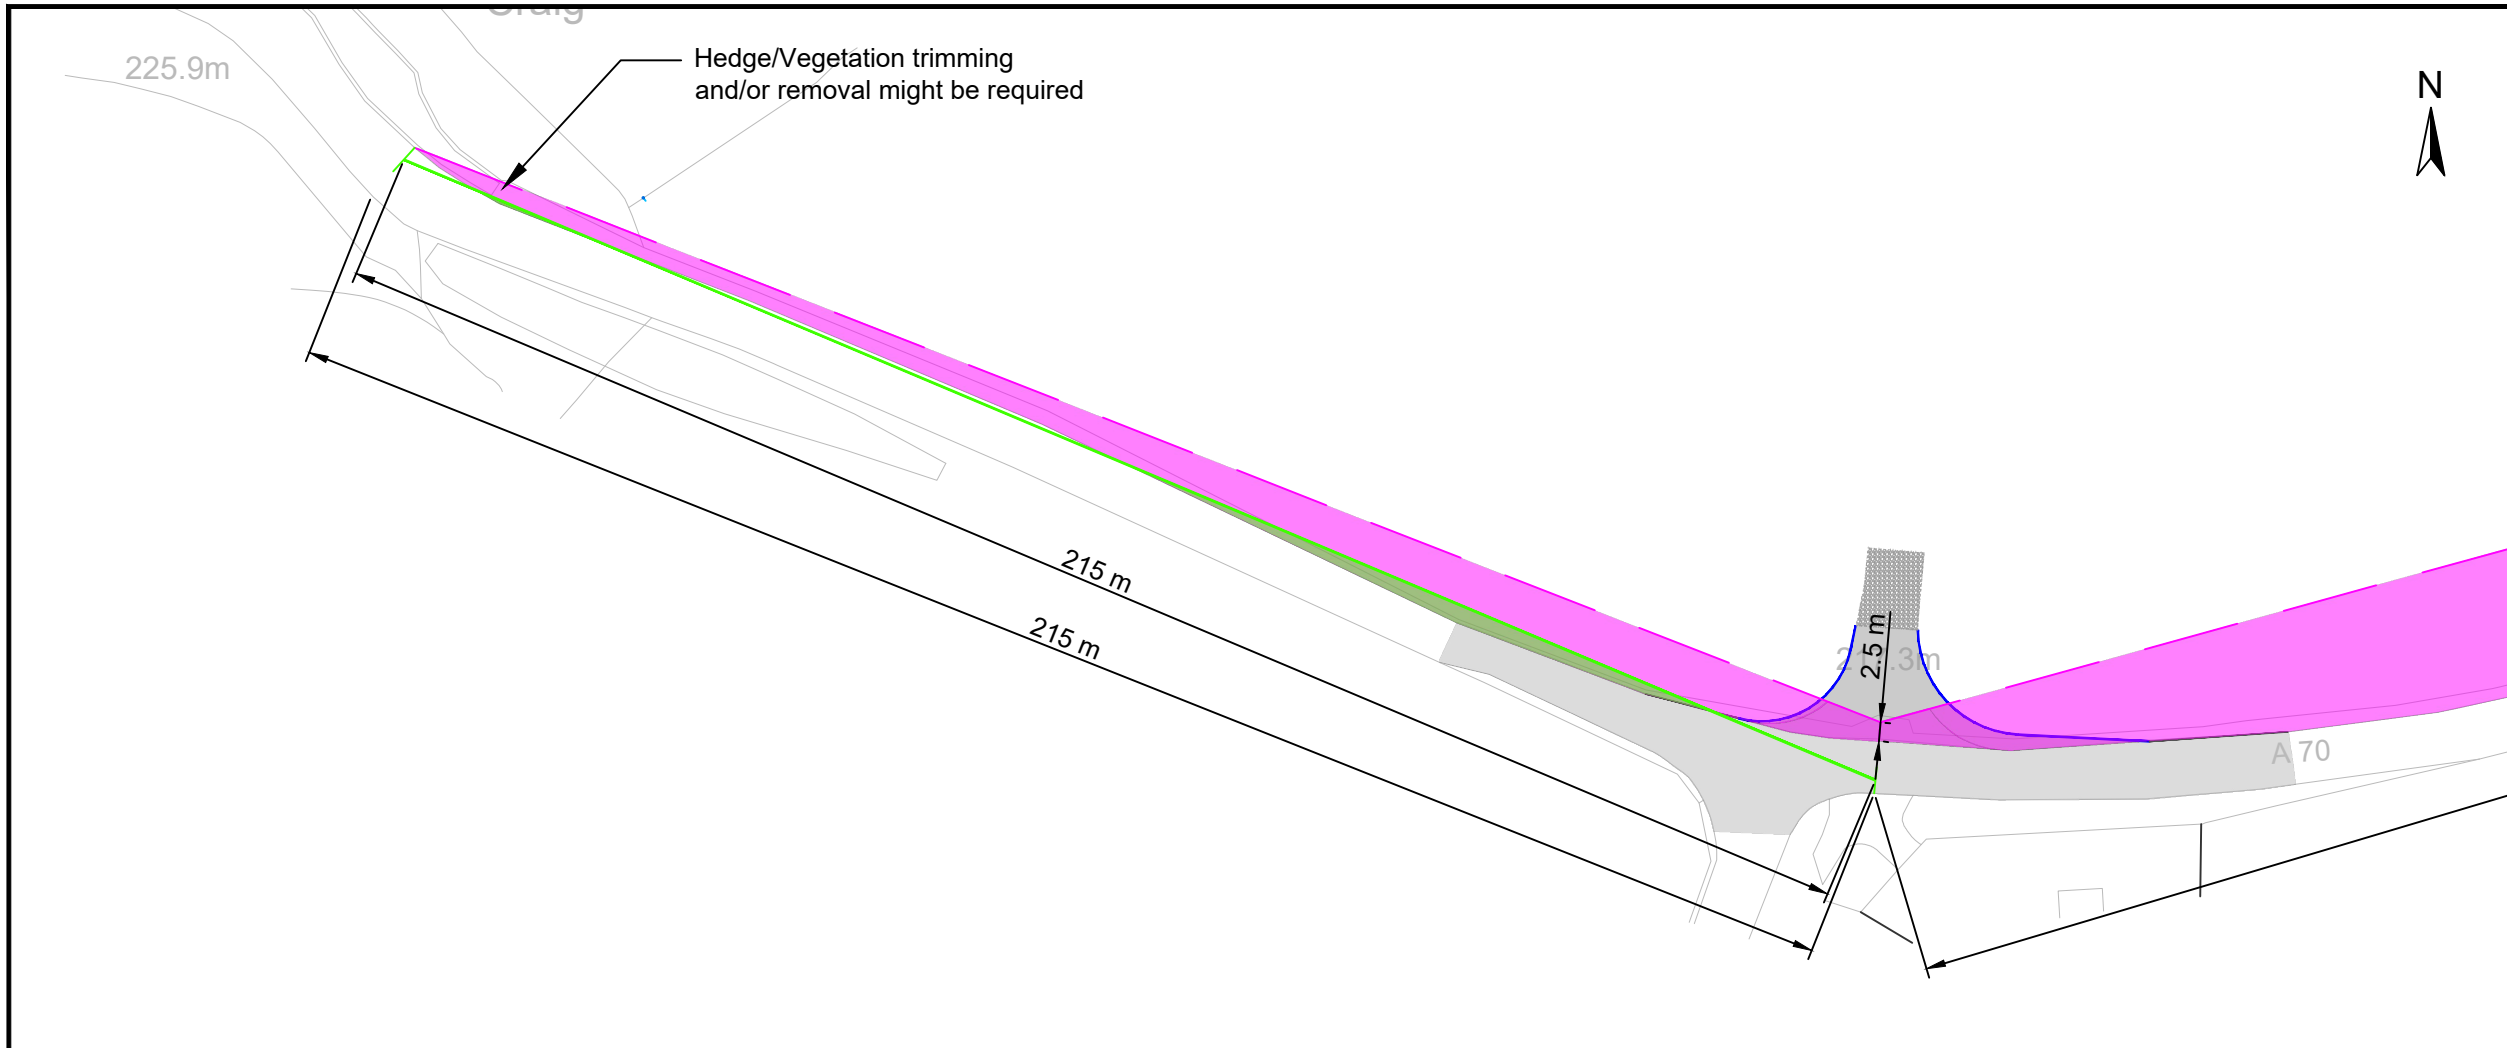 225.9m
Hedge/Vegetation trimming
and/or removal might be required
N
215 m
215 m
2.5 m
A 70